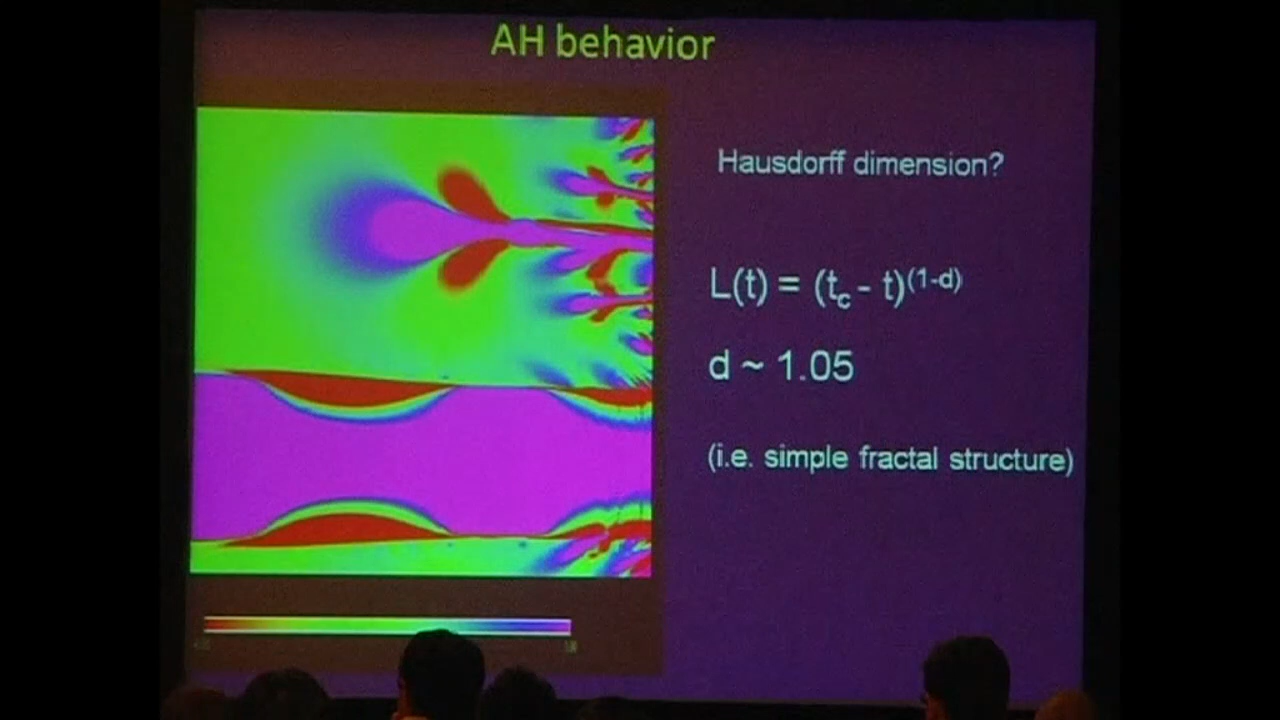 AH behavior
Hausdorff dimension?
L(t) = (tc - t)(1-d)
d ~ 1.05
(i.e. simple fractal structure)